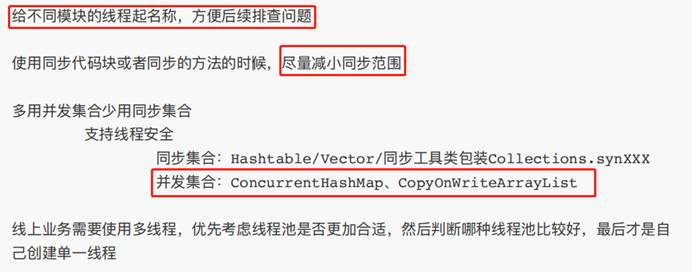 给不同模块的线程起名称，方便后续排查问题
使用同步代码块或者同步的方法的时候，尽量减小同步范围
多用并发集合少用同步集合
支持线程安全
同步集合：Hashtable/Vector/同步工具类包装Collections.synXXX
并发集合：ConcurrentHashMap、CopyOnWriteArrayList
线上业务需要使用多线程，优先考虑线程池是否更加合适，然后判断哪种线程池比较好，最后才是自
己创建单一线程